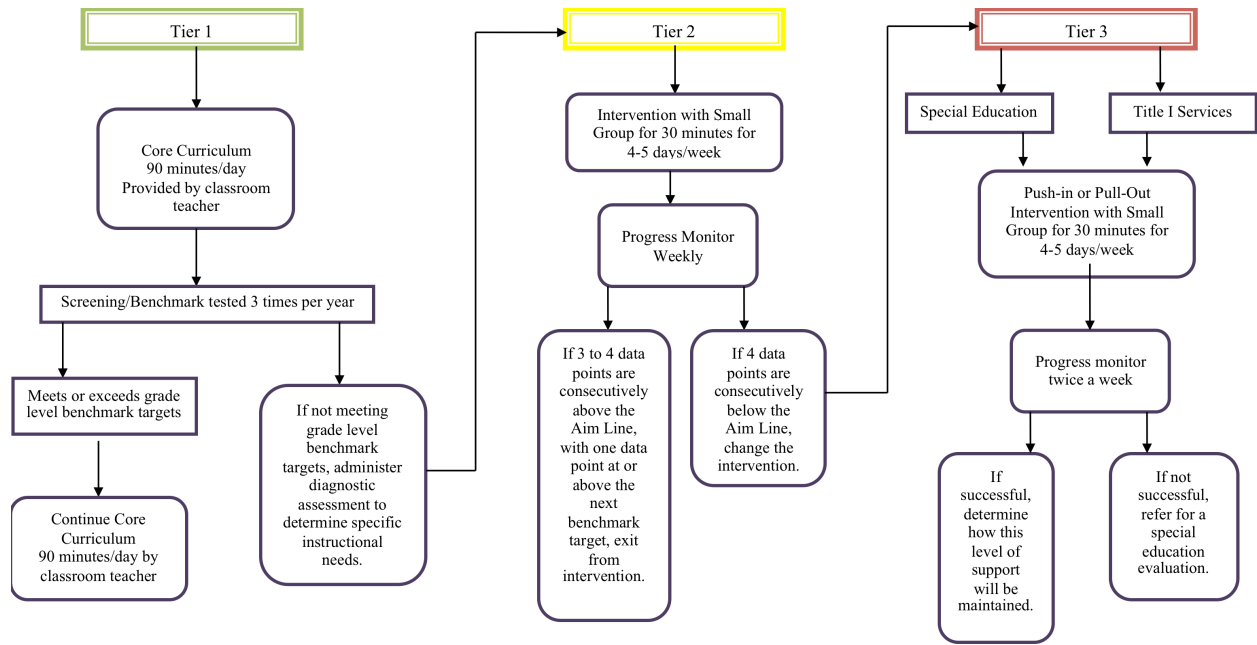 Tier 1
Core Curriculum
90 minutes/day
Provided by classroom
teacher
Screening/Benchmark tested 3 times per year
Meets or exceeds grade
level benchmark targets
Continue Core
Curriculum
90 minutes/day by
classroom teacher
If not meeting
grade level
benchmark
targets, administer
diagnostic
assessment to
determine specific
instructional
needs.
Tier 2
Intervention with Small
Group for 30 minutes for
4-5 days/week
Progress Monitor
Weekly
If 3 to 4 data
points are
consecutively
above the
Aim Line,
with one data
point at or
above the
next
benchmark
target, exit
from
intervention.
If 4 data
points are
consecutively
below the
Aim Line,
change the
intervention.
Tier 3
Special Education
Title I Services
Push-in or Pull-Out
Intervention with Small
Group for 30 minutes for
4-5 days/week
Progress monitor
twice a week
If
successful,
determine
how this
level of
support
will be
maintained.
If not
successful,
refer for a
special
education
evaluation.